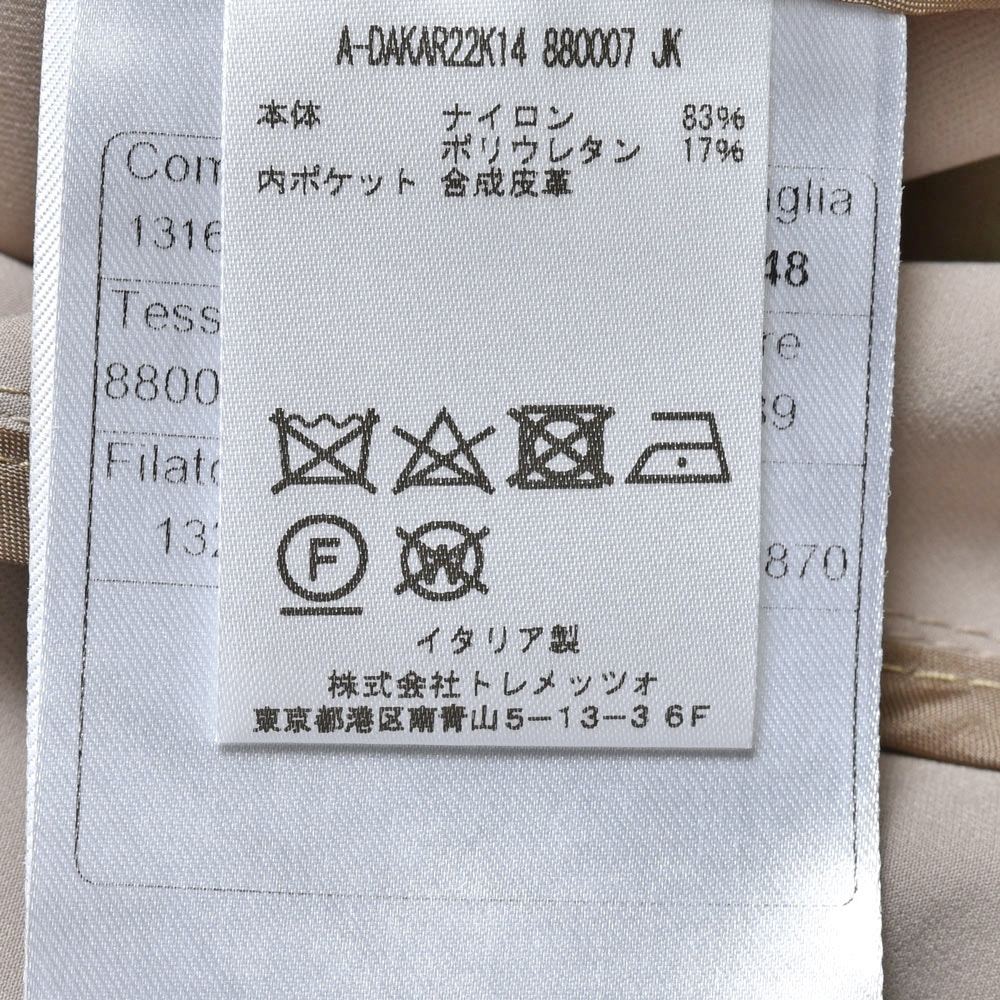 A-DAKAR22K14 880007 JK
本体 ナイロン 83%
ポリウレタン 17%
内ポケット 合成皮革
F
W
イタリア製
株式会社トレメッツォ
東京都港区南青山5-13-3 6F
48
870